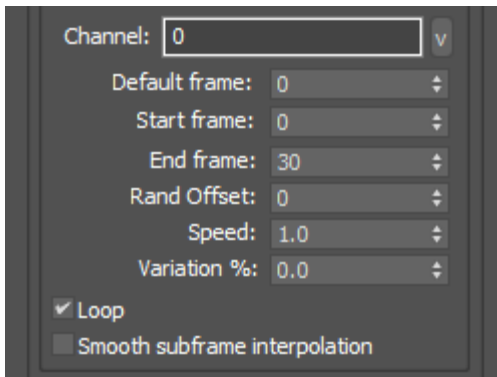 Channel: 0 v
Default frame: 0
Start frame: 0
End frame: 30
Rand Offset: 0
Speed: 1.0
Variation %: 0.0
Loop
Smooth subframe interpolation